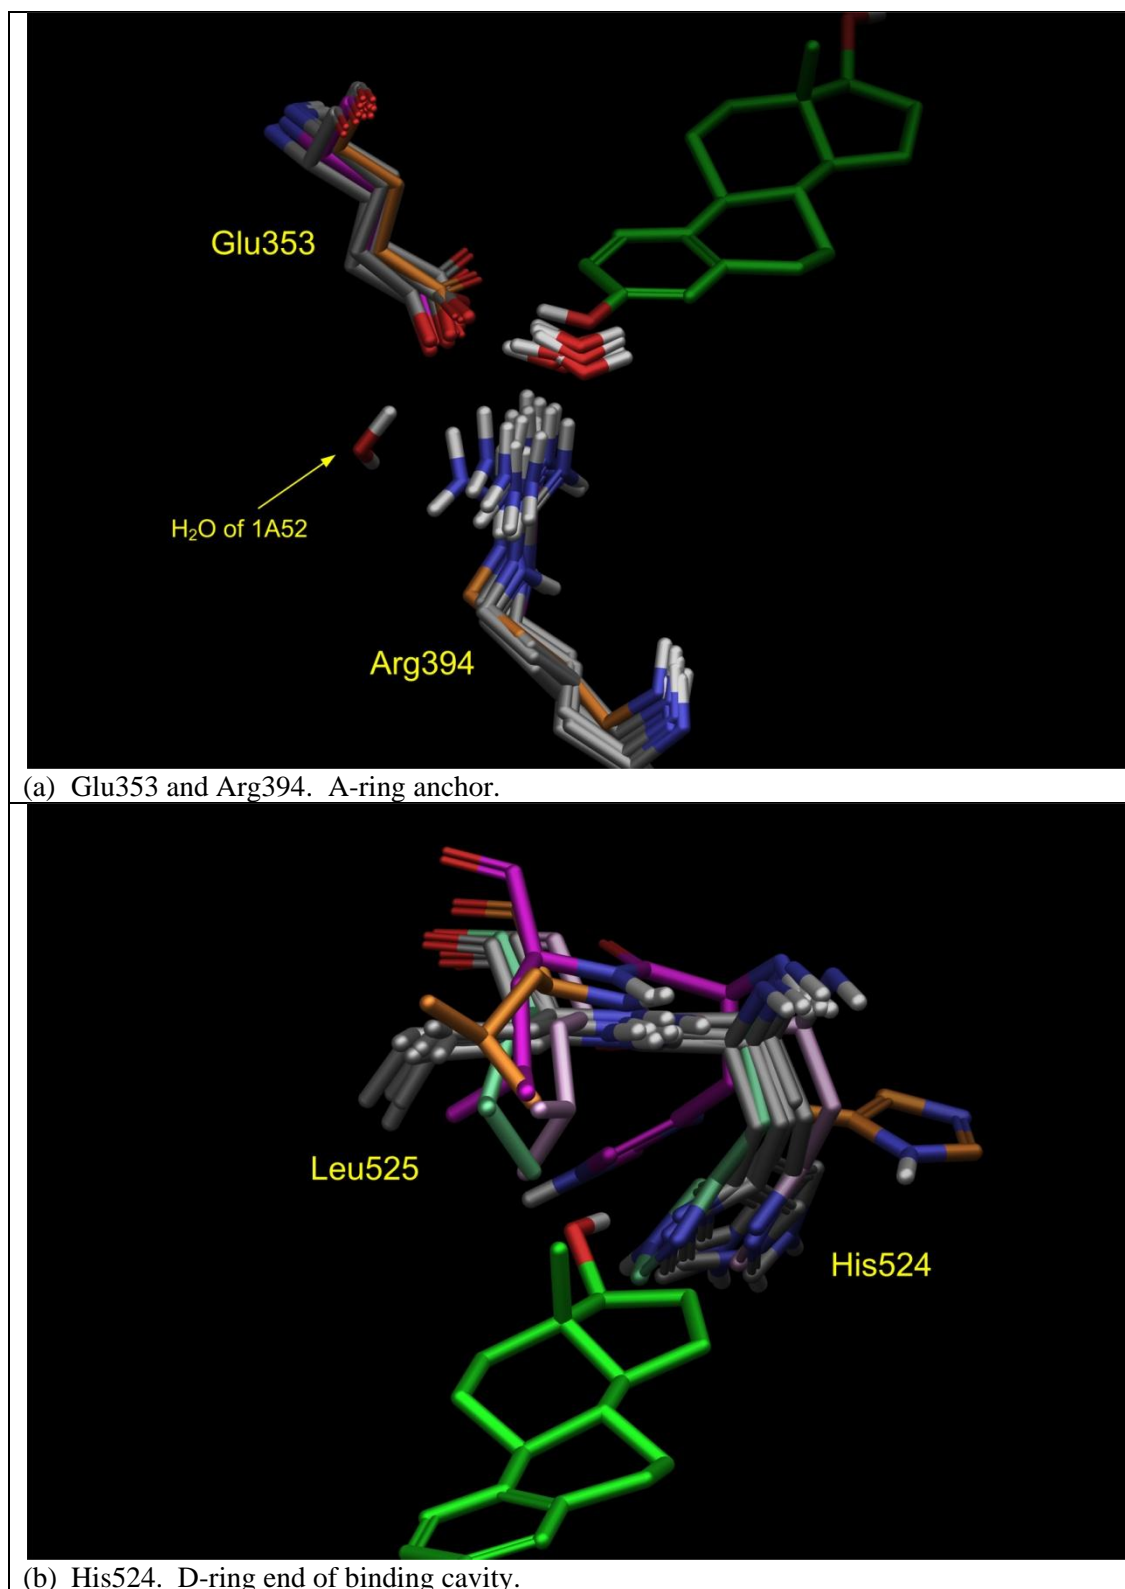 Glu353
H₂O of 1A52
Arg394
(a) Glu353 and Arg394. A-ring anchor.
Leu525
His524
(b) His524. D-ring end of binding cavity.